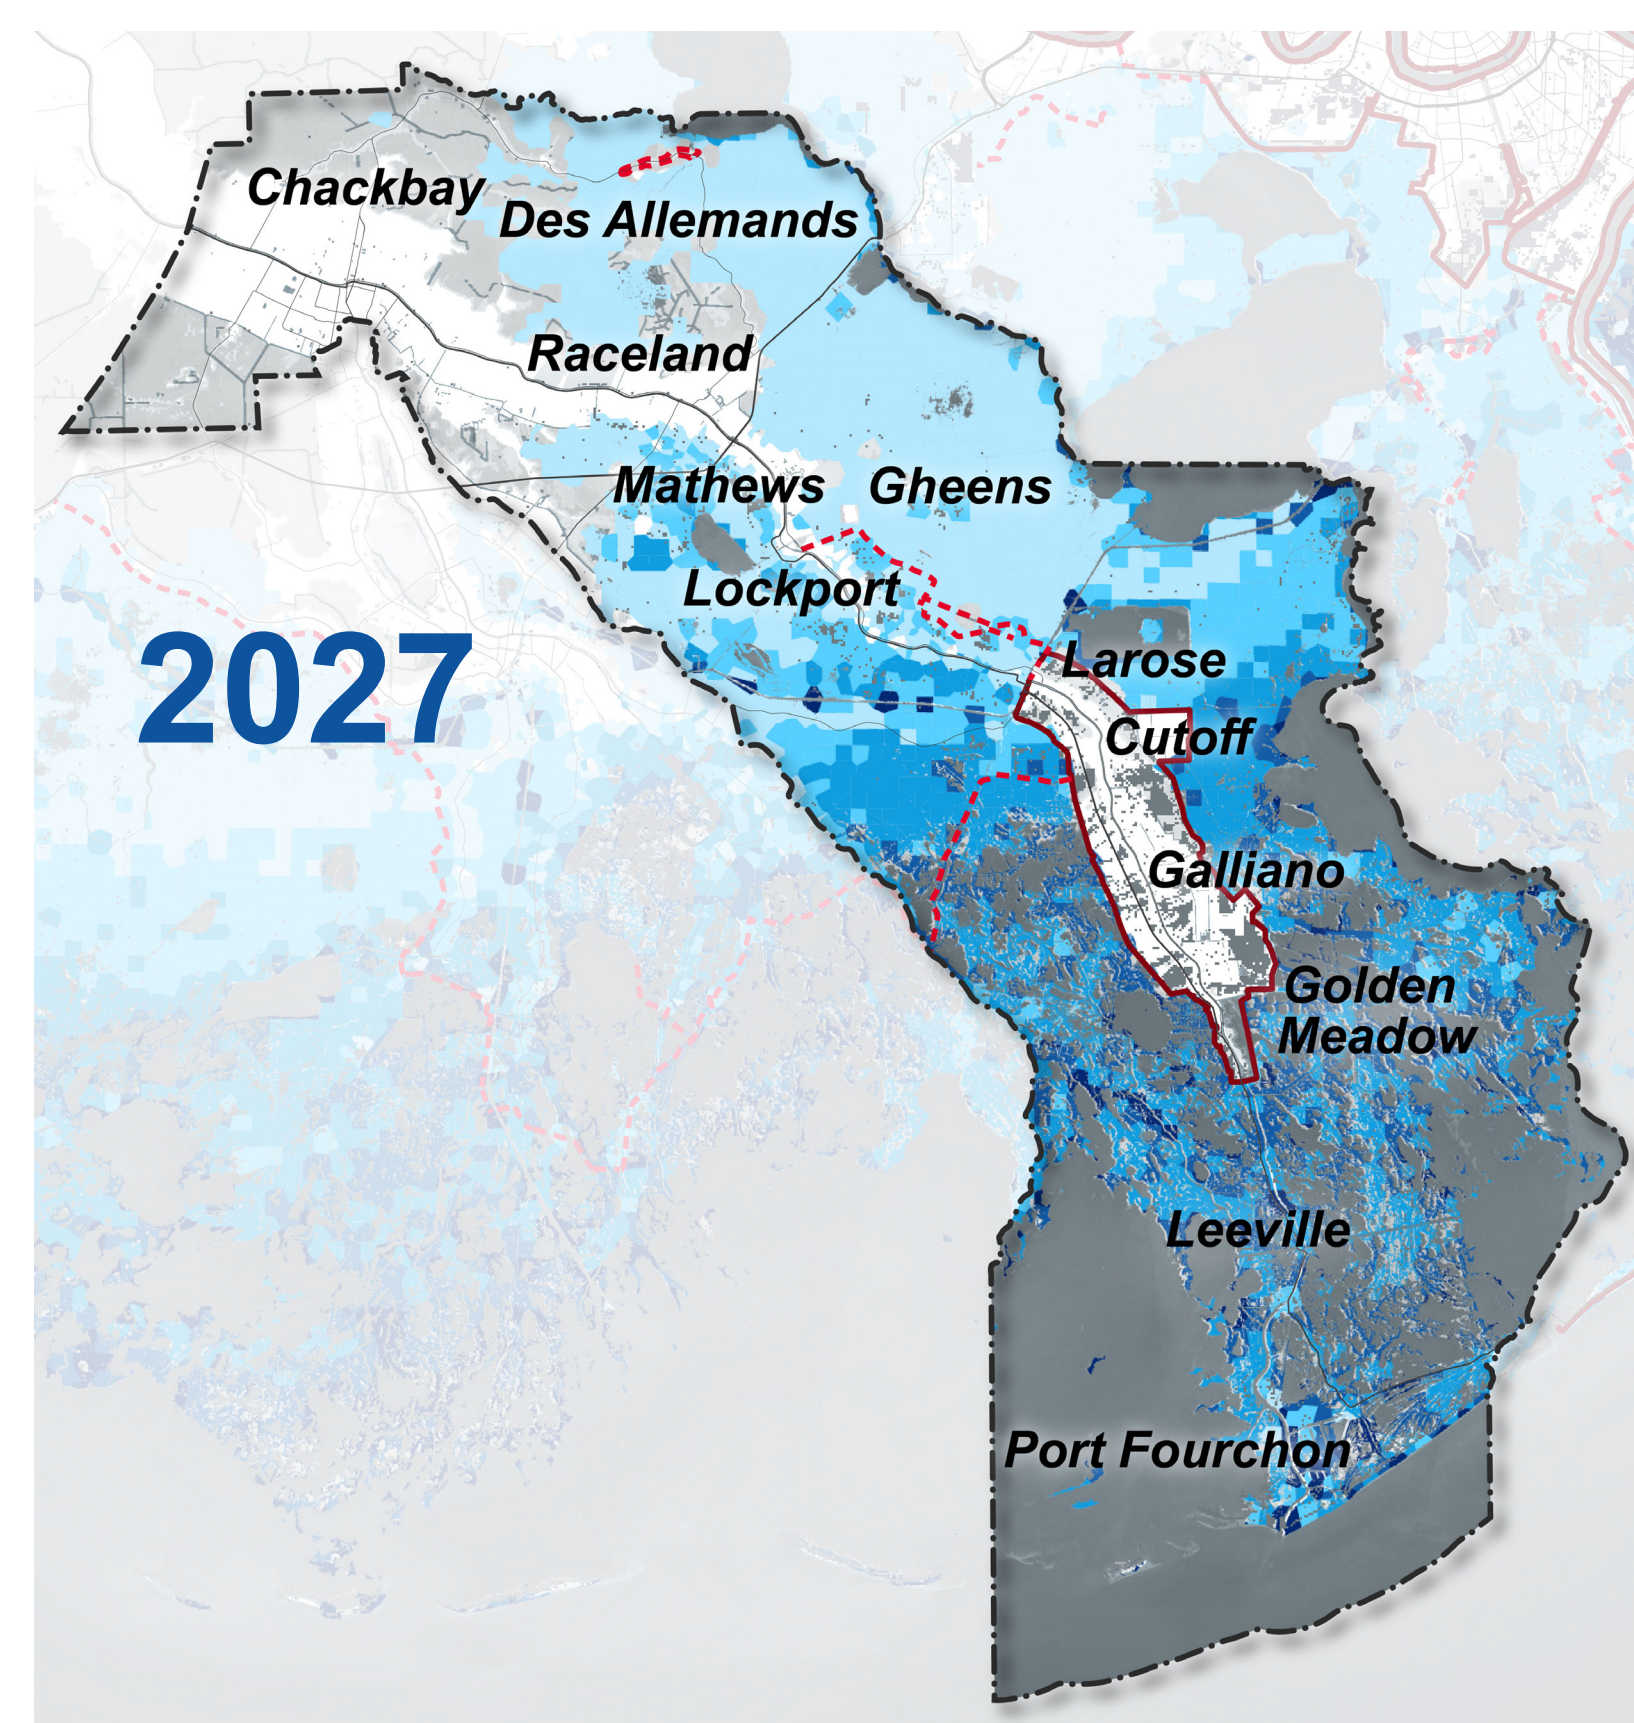 Chackbay
Des Allemands
Raceland
Mathews
Gheens
Lockport
2027
Larose
Cutoff
Galliano
Golden
Meadow
Leeville
Port Fourchon